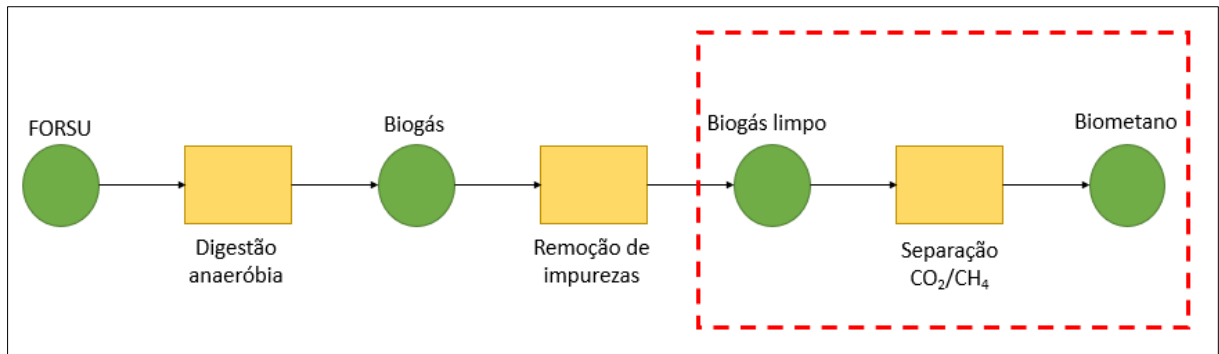 FORSU
Digestão
anaeróbia
Biogás
Remoção de
impurezas
Biogás limpo
Separação
CO₂/CH₄
Biometano